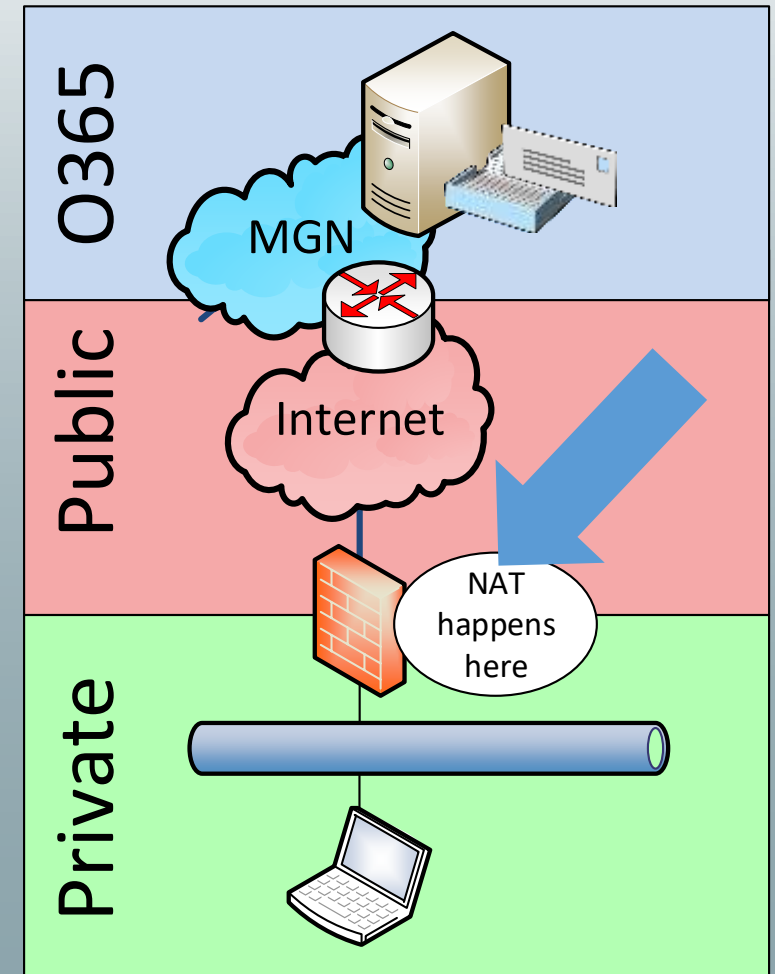 O365
MGN
Public
Internet
NAT
happens
here
Private